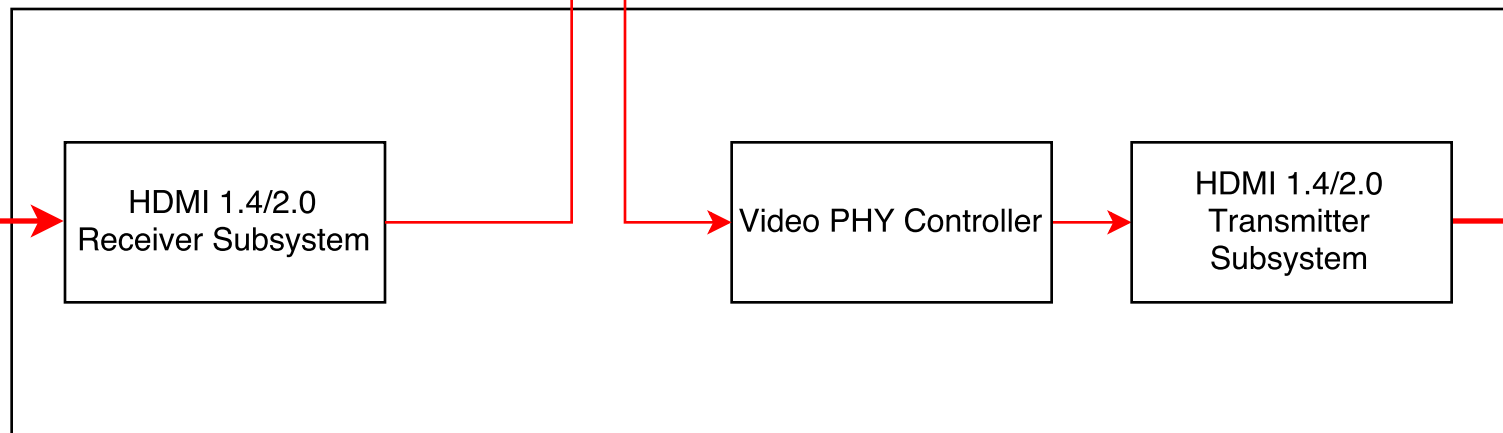 HDMI 1.4/2.0
Receiver Subsystem
Video PHY Controller
HDMI 1.4/2.0
Transmitter
Subsystem